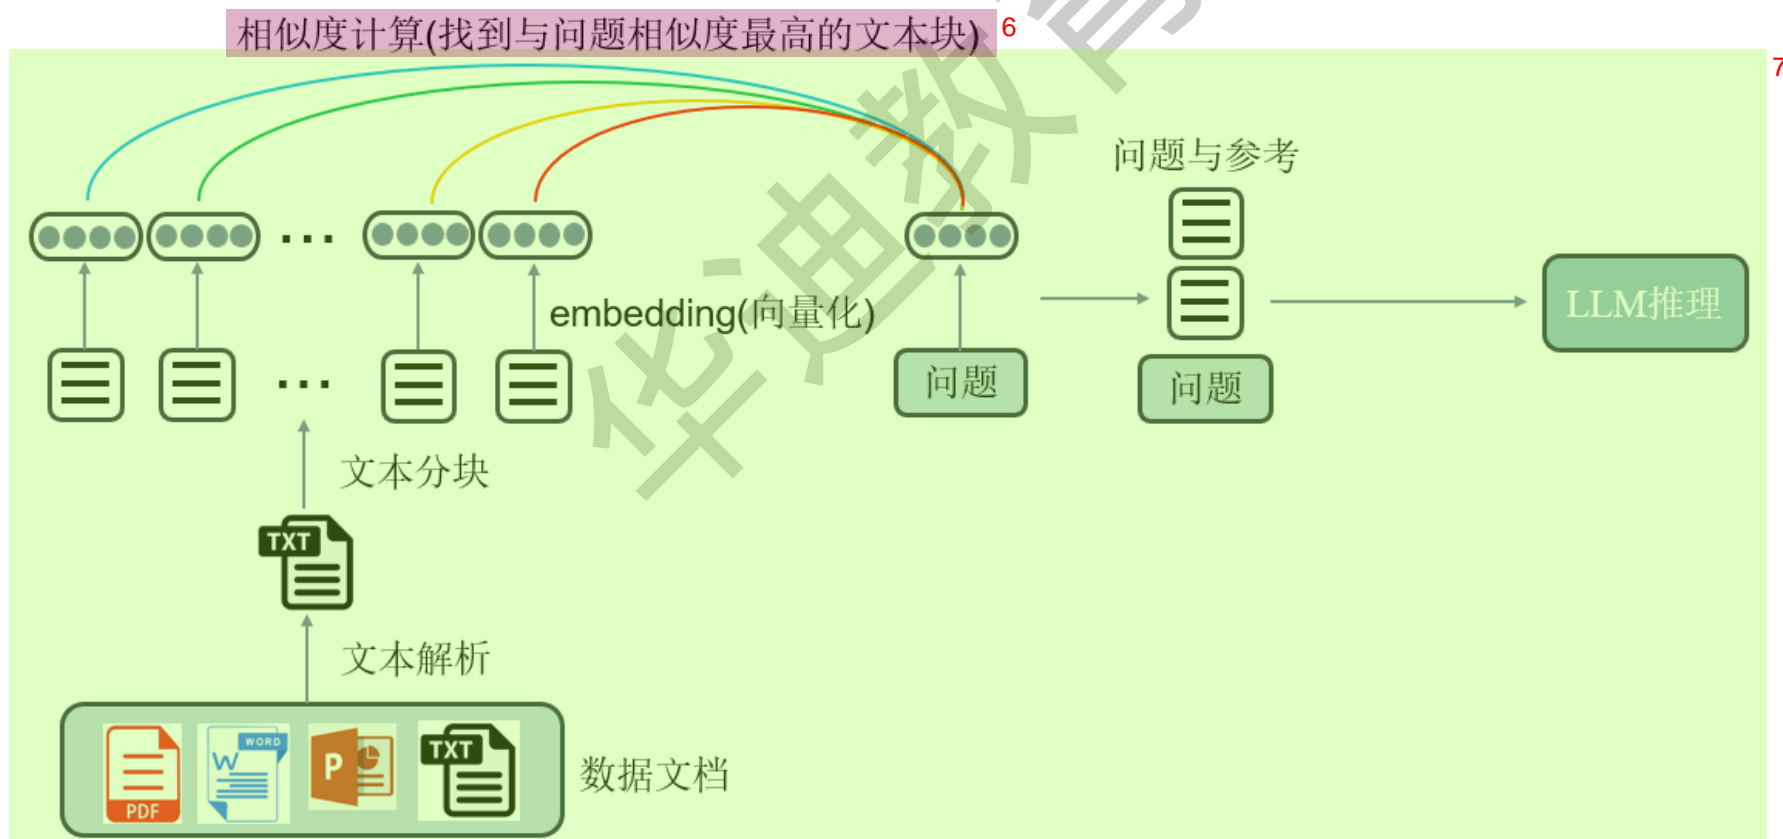 相似度计算(找到与问题相似度最高的文本块)
6
7
问题与参考
embedding(向量化)
LLM推理
问题
问题
文本分块
TXT
文本解析
PDF
W
WORD
P
TXT
数据文档
华迪教育